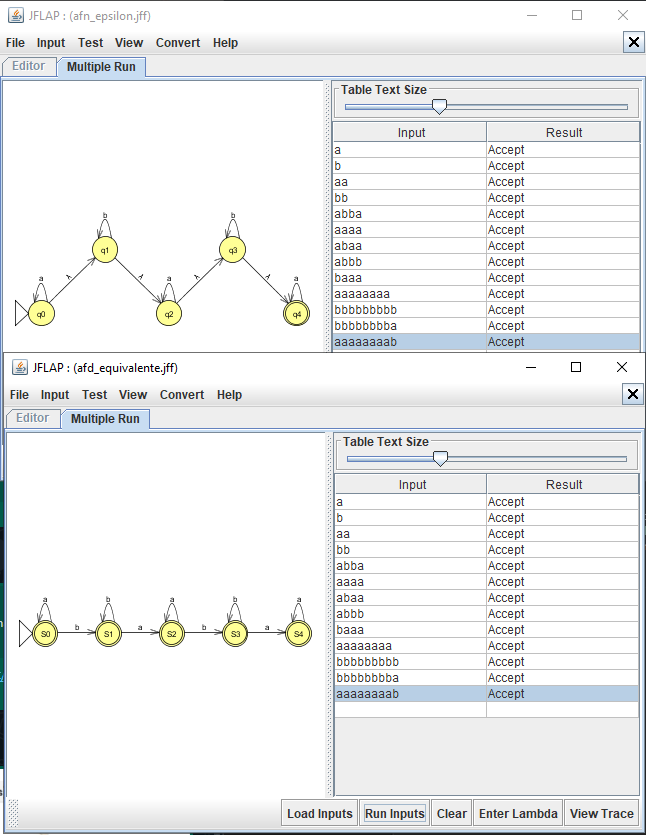 JFLAP : (afn_epsilon.jff)
File Input Test View Convert Help
Editor Multiple Run
Table Text Size
Input Result
a Accept
b Accept
aa Accept
bb Accept
abba Accept
aaaa Accept
abaa Accept
abbb Accept
baaa Accept
aaaaaaaa Accept
bbbbbbbbb Accept
bbbbbbbba Accept
aaaaaaaab Accept
b b
q1 q3
λ λ λ λ
a a a
q0 q2 q4
JFLAP : (afd_equivalente.jff)
File Input Test View Convert Help
Editor Multiple Run
Table Text Size
Input Result
a Accept
b Accept
aa Accept
bb Accept
abba Accept
aaaa Accept
abaa Accept
abbb Accept
baaa Accept
aaaaaaaa Accept
bbbbbbbbb Accept
bbbbbbbba Accept
aaaaaaaab Accept
a b a b a
S0 b S1 a S2 b S3 a S4
Load Inputs Run Inputs Clear Enter Lambda View Trace